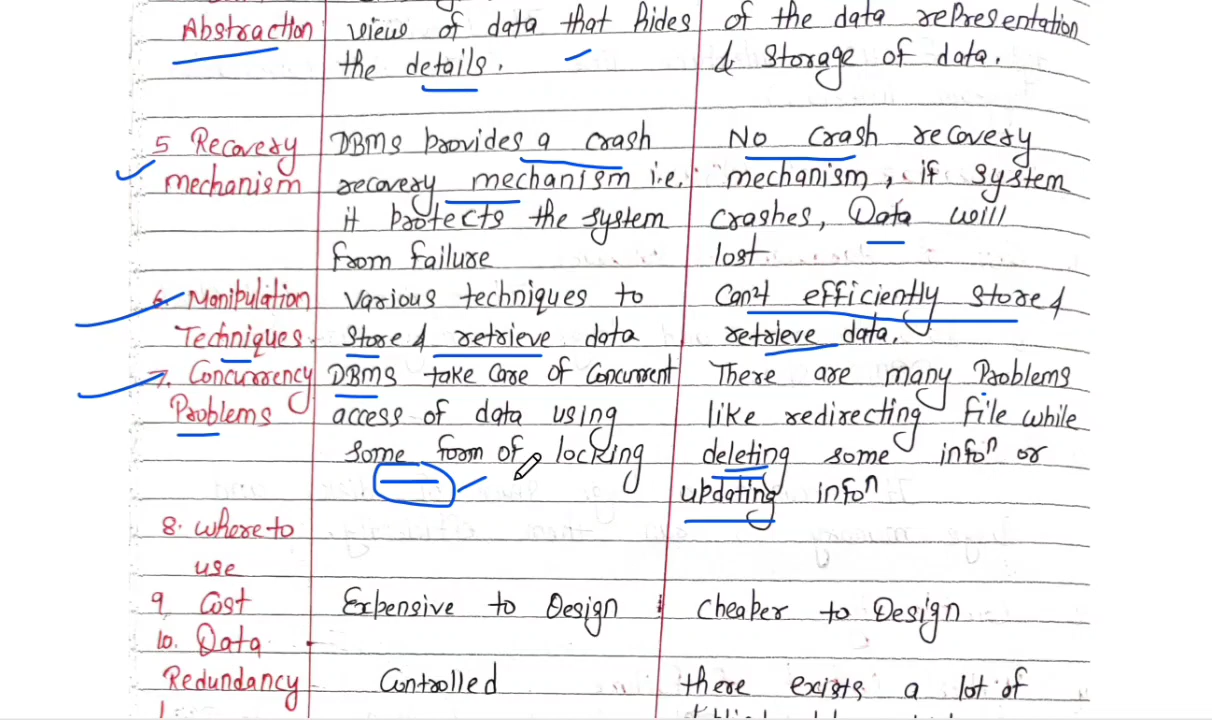 Abstraction view of data that hides of the data representation
the details. & Storage of data.
5 Recovery DBMS provides a crash No Crash recovery
mechanism recovery mechanism i.e. mechanism, if system
it protects the system crashes, Data will
from failure lost.
6. Manipulation Various techniques to Can't efficiently store &
Techniques. Store & retrieve data retrieve data.
7. Concurrency DBMS take care of Concurrent There are many Problems
Problems access of data using like redirecting file while
some form of locking deleting some infoⁿ or
updating infoⁿ
8. where to
use
9 Cost Expensive to Design cheaper to Design
10. Data
Redundancy Controlled there exists a lot of